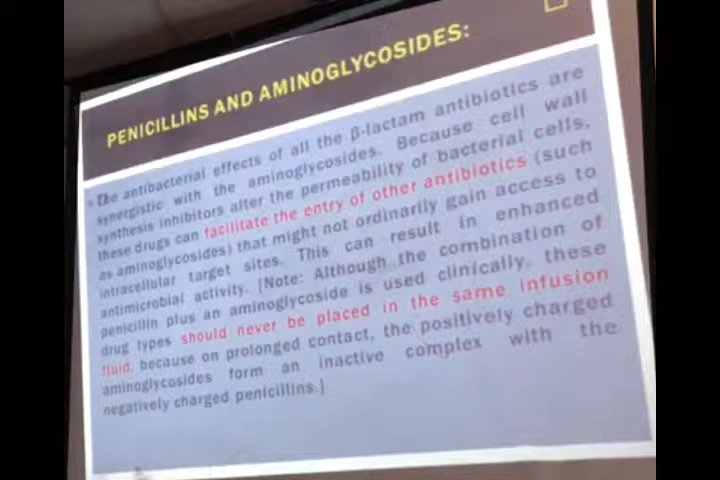 PENICILLINS AND AMINOGLYCOSIDES:
The antibacterial effects of all the β-lactam antibiotics are
synergistic with the aminoglycosides. Because cell wall
synthesis inhibitors alter the permeability of bacterial cells,
these drugs can facilitate the entry of other antibiotics (such
as aminoglycosides) that might not ordinarily gain access to
intracellular target sites. This can result in enhanced
antimicrobial activity. [Note: Although the combination of
penicillin plus an aminoglycoside is used clinically, these
drug types should never be placed in the same infusion
fluid, because on prolonged contact, the positively charged
aminoglycosides form an inactive complex with the
negatively charged penicillins.]